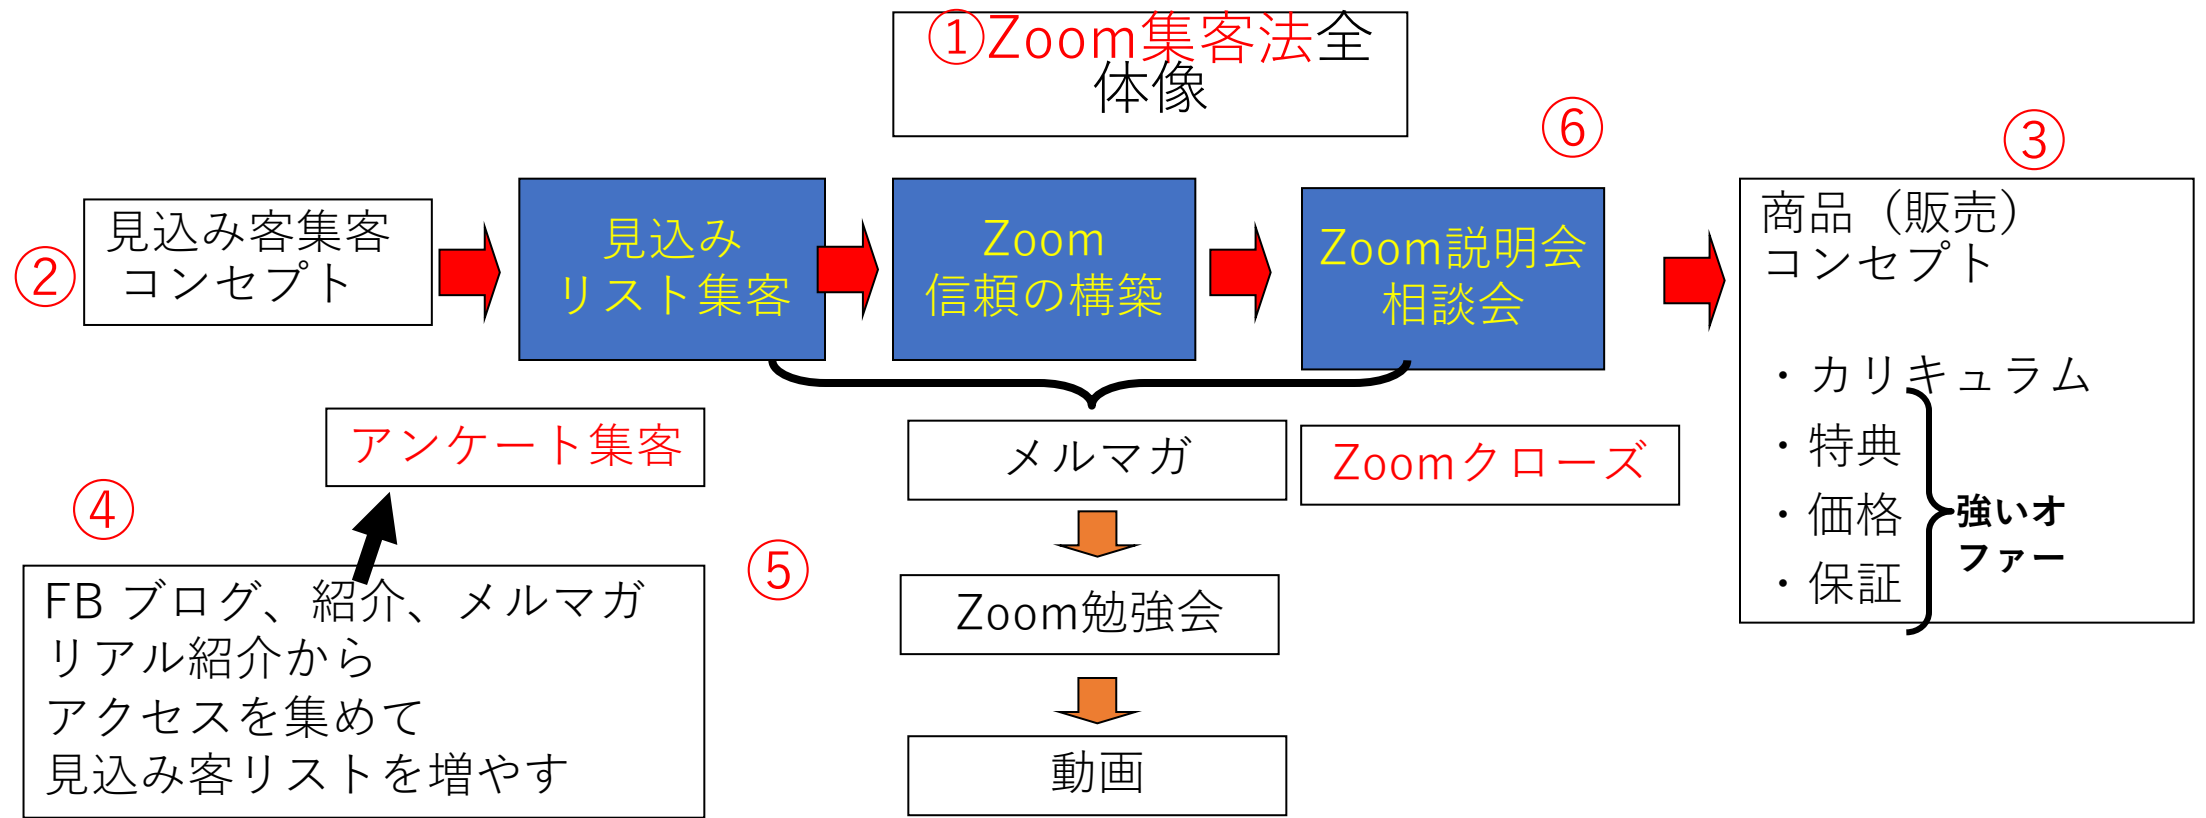 ①Zoom集客法全
体像
⑥
③
②
見込み客集客
コンセプト
見込み
リスト集客
Zoom
信頼の構築
Zoom説明会
相談会
商品（販売）
コンセプト
・カリキュラム
・特典
・価格
・保証
強いオ
ファー
アンケート集客
メルマガ
Zoomクローズ
④
FB ブログ、紹介、メルマガ
リアル紹介から
アクセスを集めて
見込み客リストを増やす
⑤
Zoom勉強会
動画